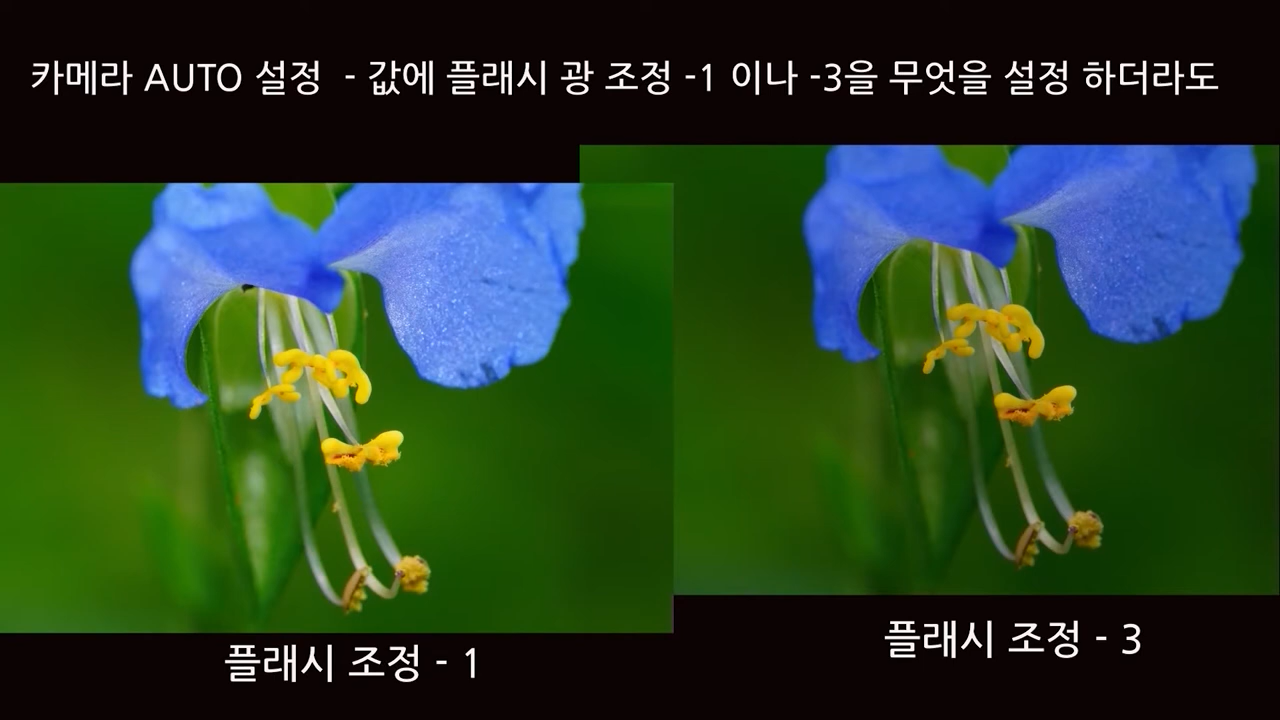 카메라 AUTO 설정  - 값에 플래시 광 조정 -1 이나 -3을 무엇을 설정 하더라도
플래시 조정 - 1
플래시 조정 - 3